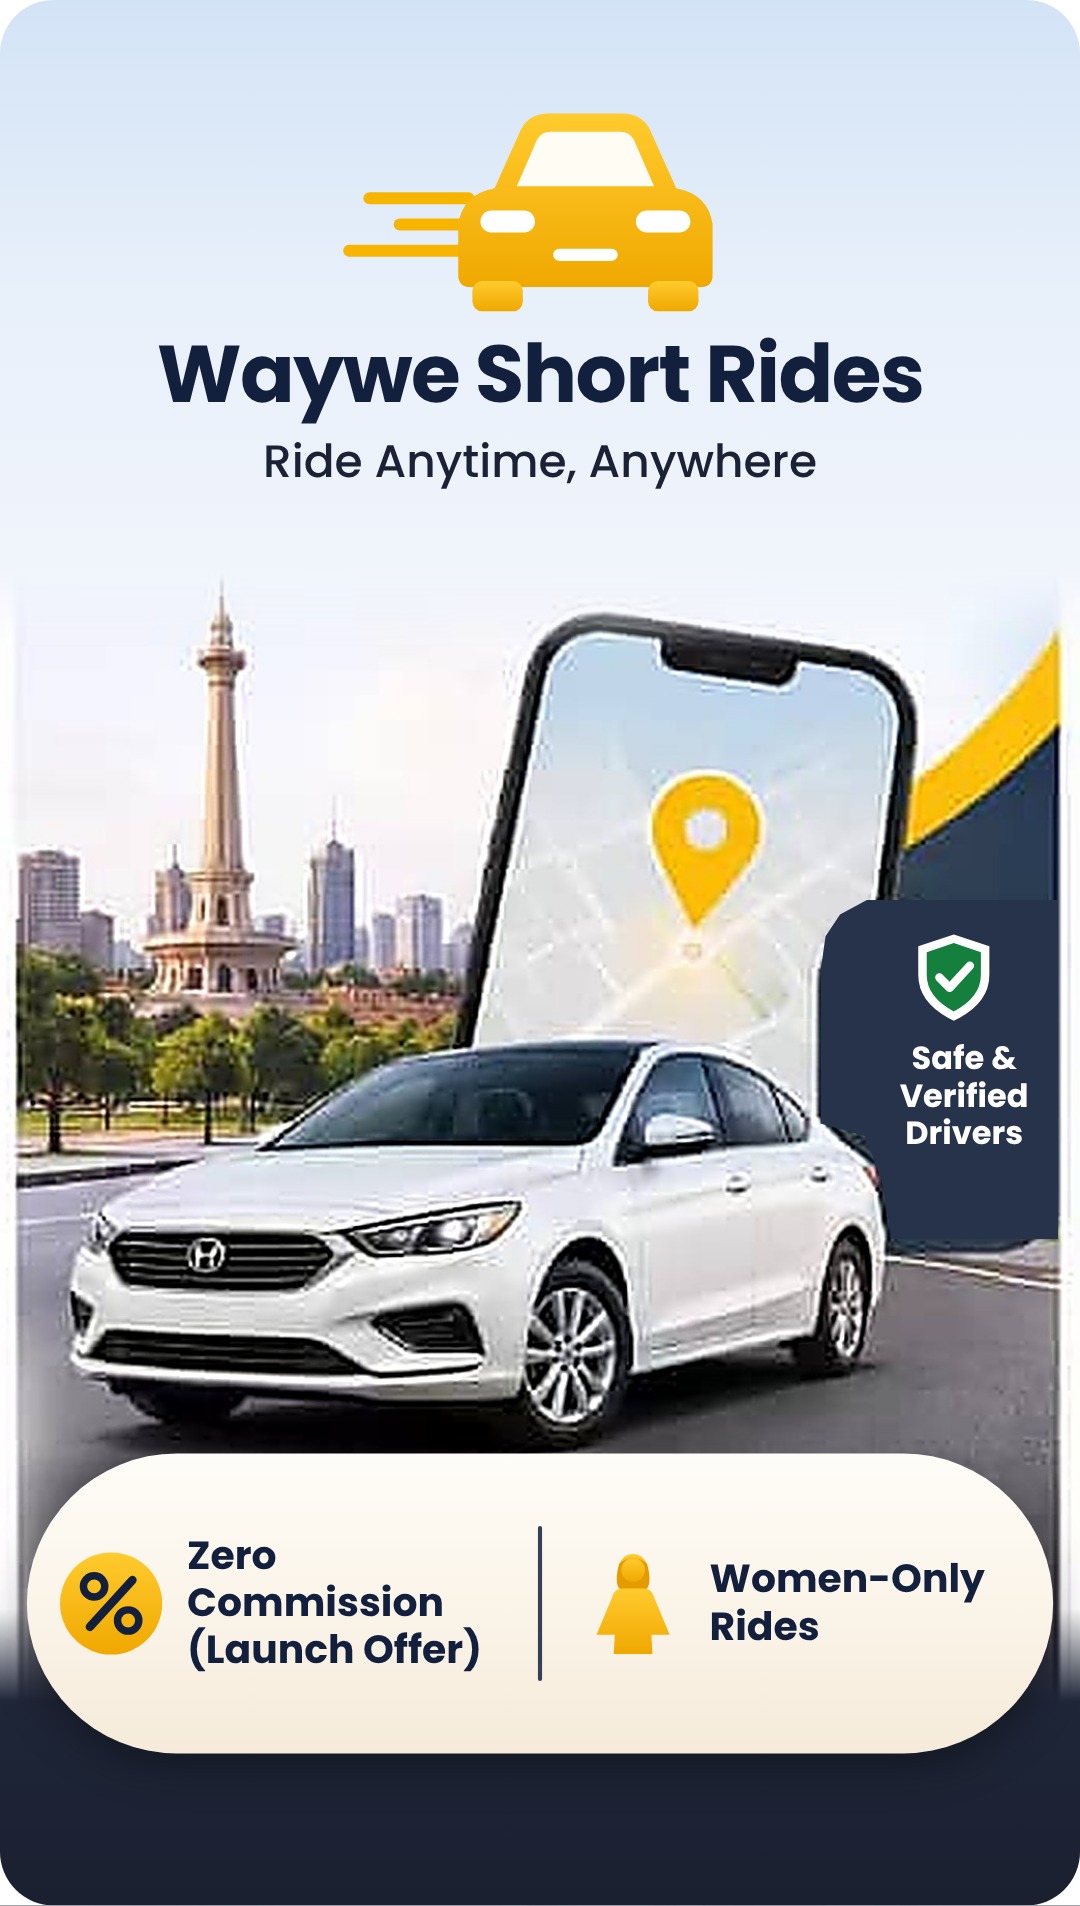 Waywe Short Rides
Ride Anytime, Anywhere
Safe &
Verified
Drivers
Zero
Commission
(Launch Offer)
Women-Only
Rides